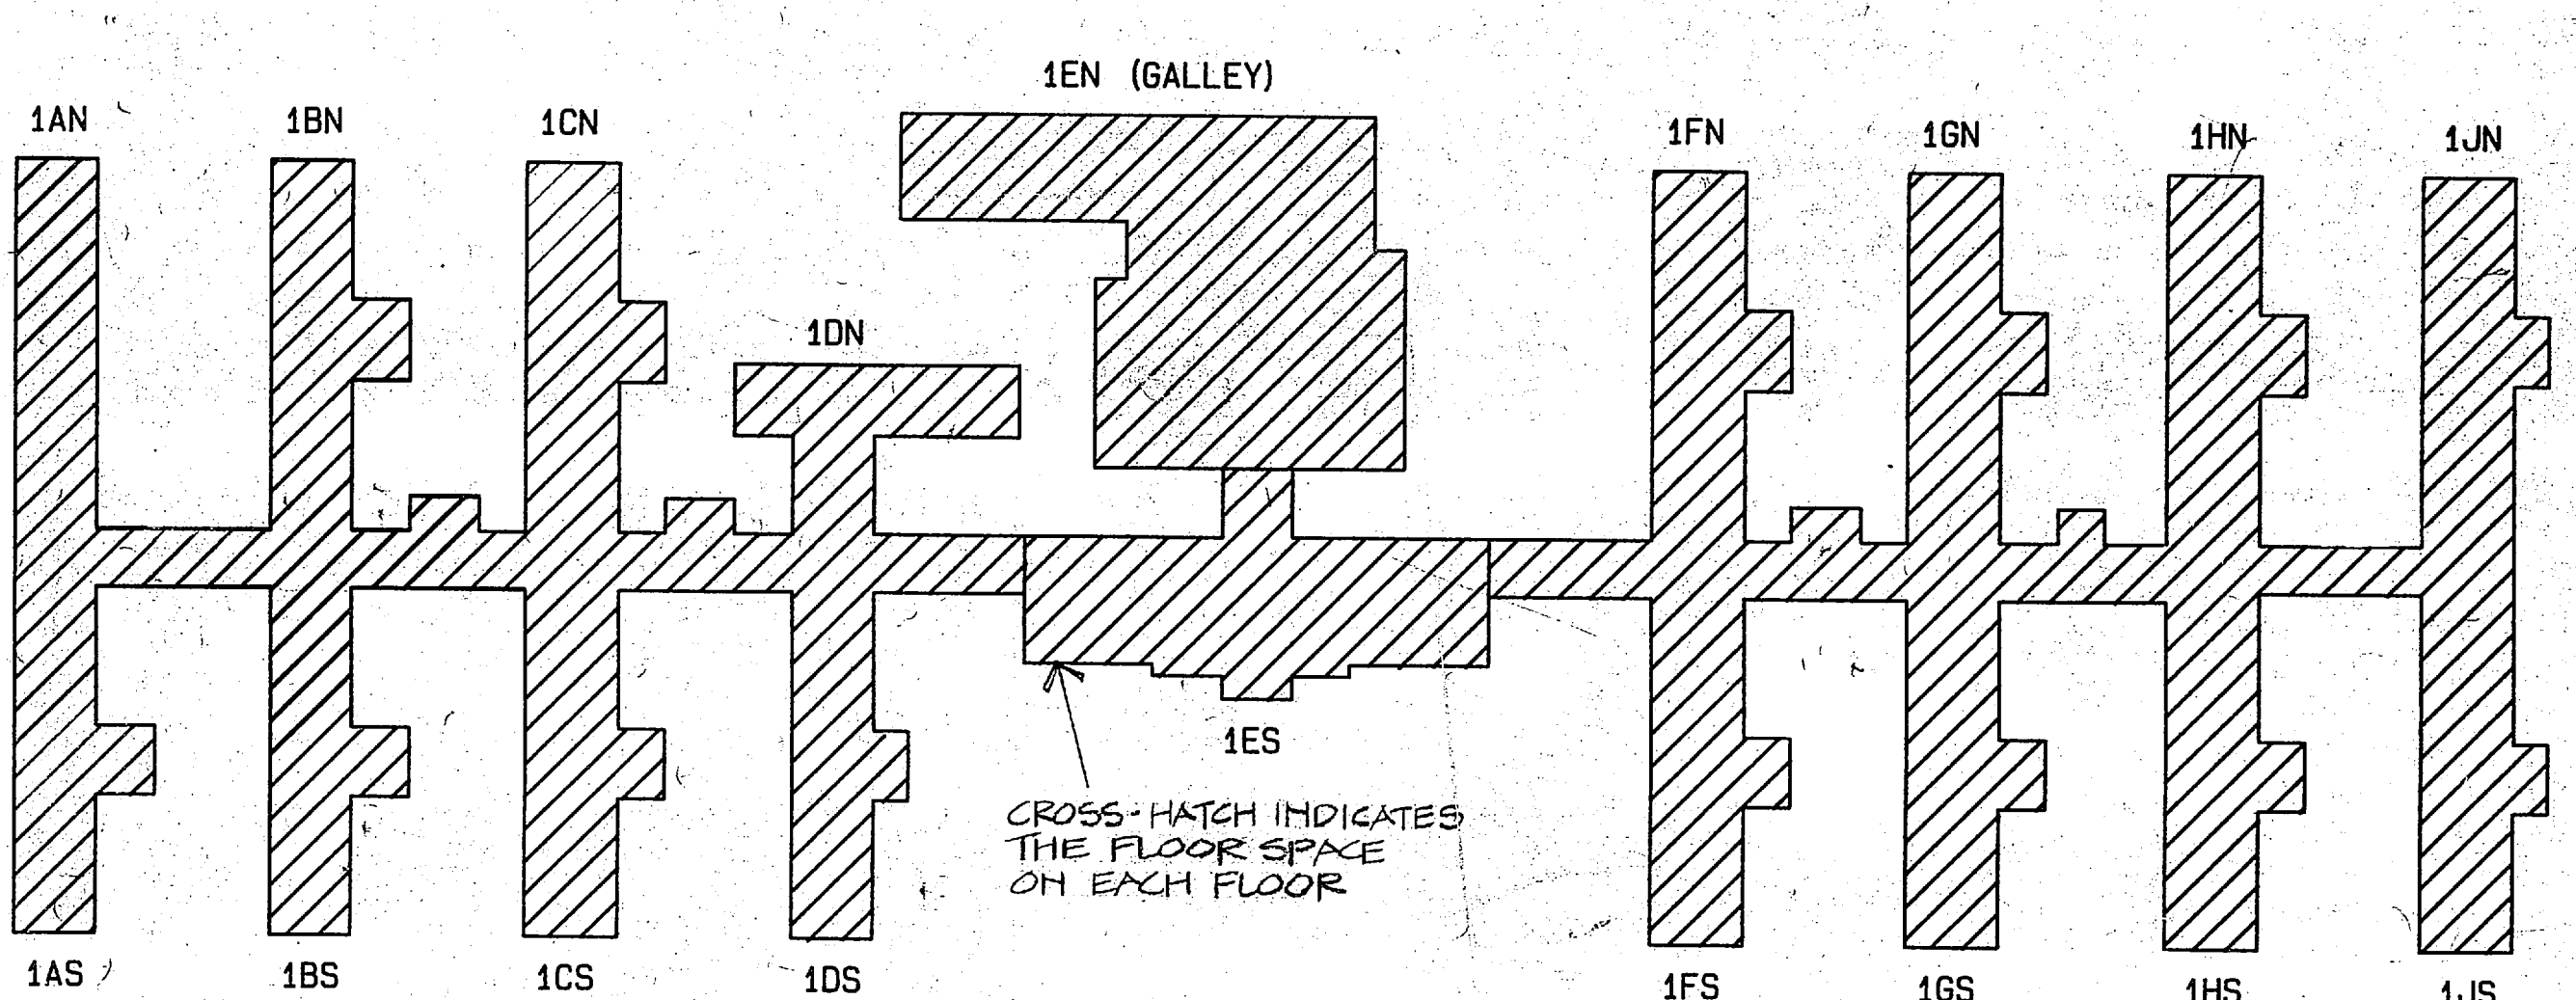 1EN (GALLEY)
1AN
1BN
1CN
1FN
1GN
1HN
1JN
1DN
1ES
CROSS-HATCH INDICATES
THE FLOOR SPACE
ON EACH FLOOR
1AS
1BS
1CS
1DS
1FS
1GS
1HS
1JS